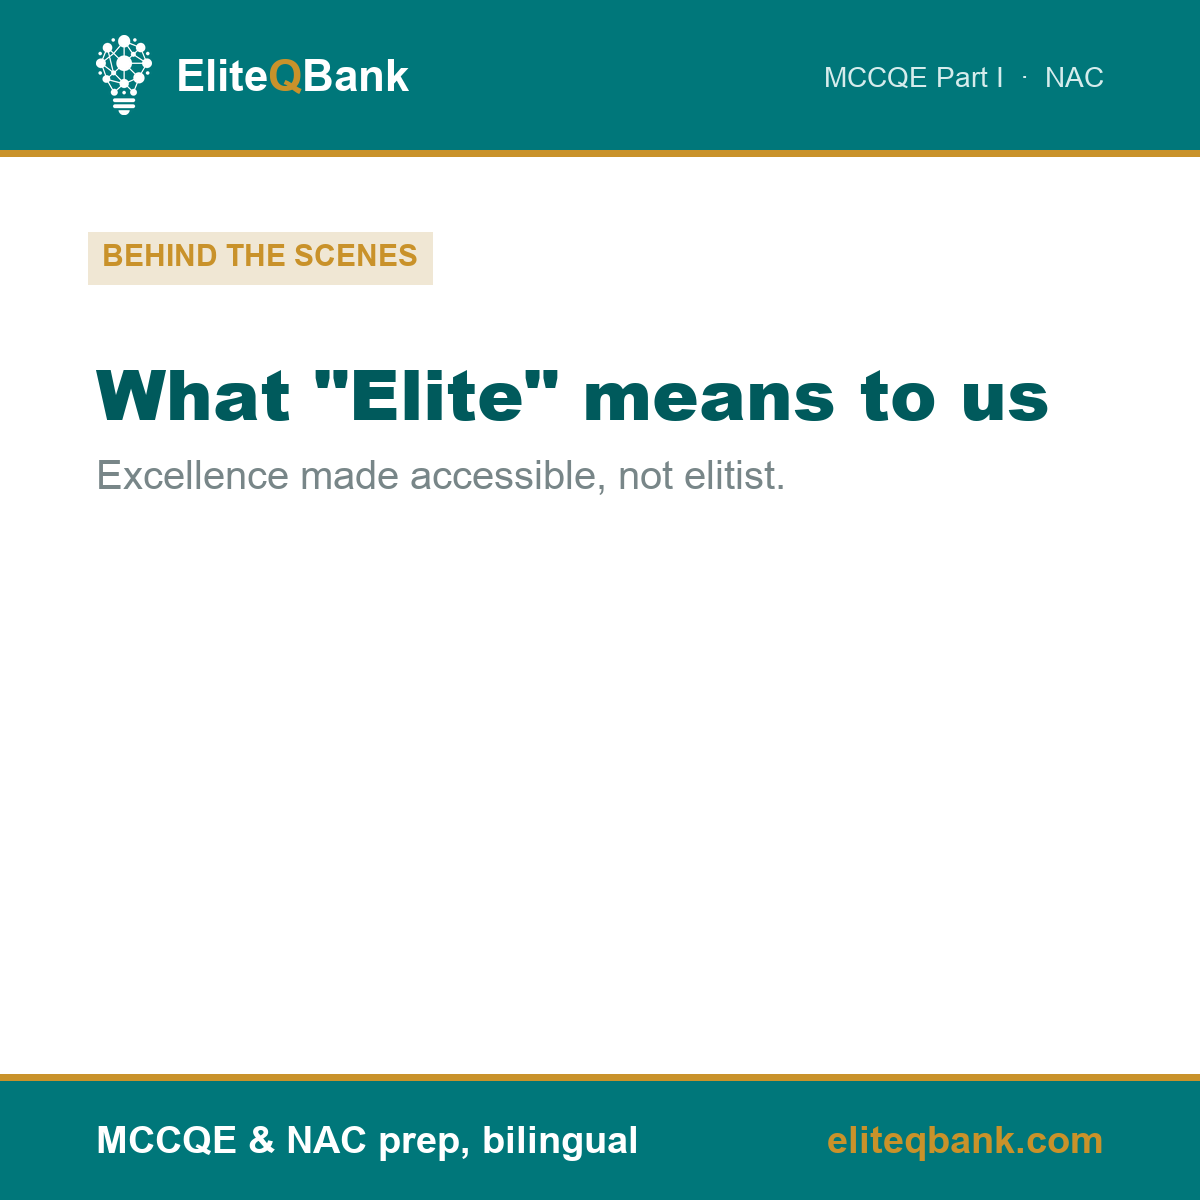 EliteQBank
MCCQE Part I · NAC
BEHIND THE SCENES
What "Elite" means to us
Excellence made accessible, not elitist.
MCCQE & NAC prep, bilingual
eliteqbank.com